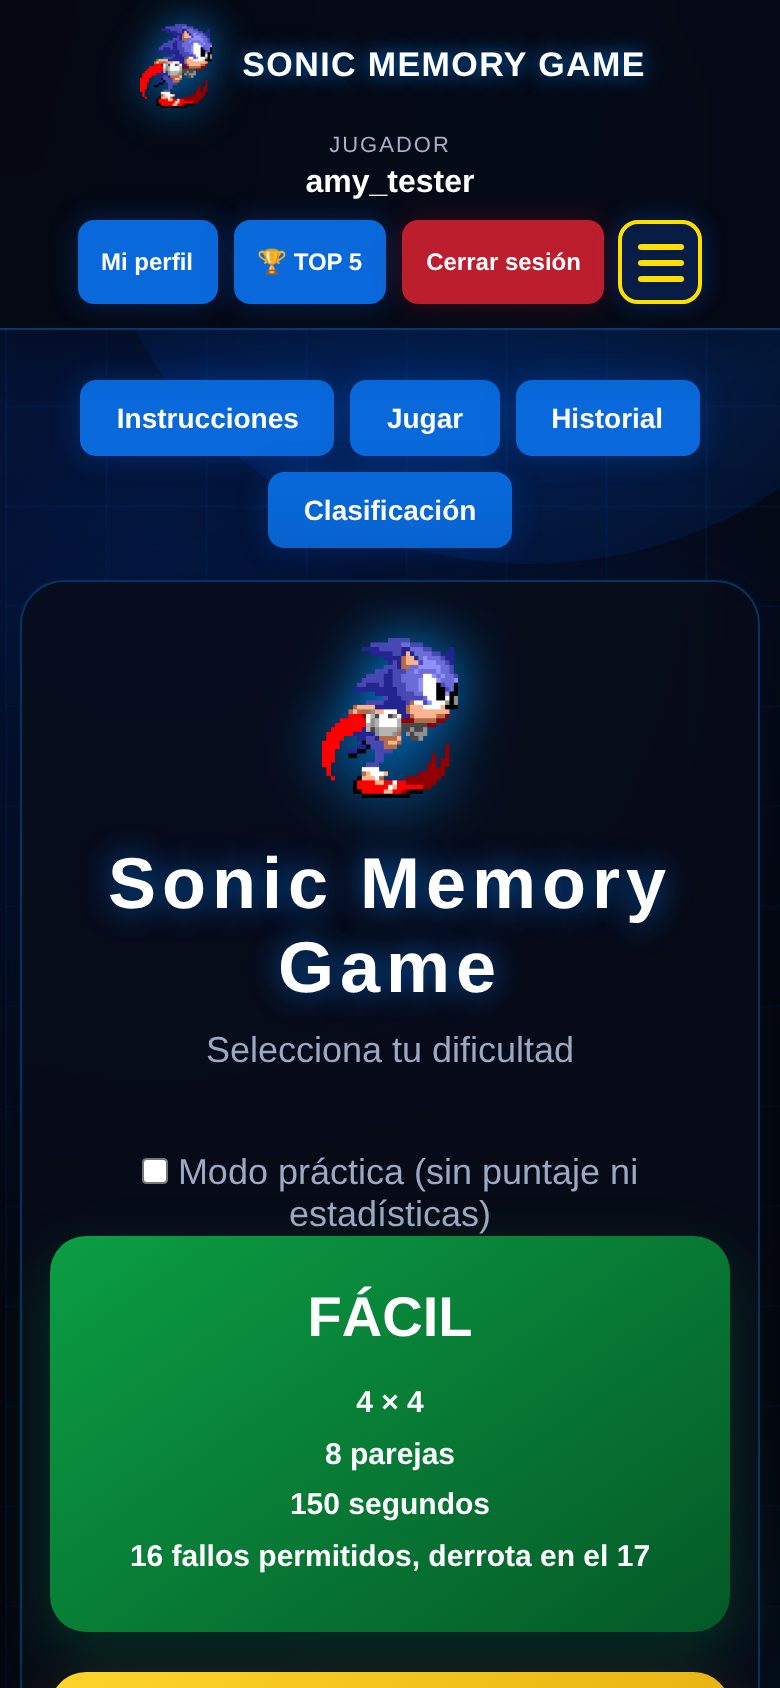 SONIC MEMORY GAME
JUGADOR
amy_tester
Mi perfil
🏆 TOP 5
Cerrar sesión
Instrucciones
Jugar
Historial
Clasificación
Sonic Memory
Game
Selecciona tu dificultad
Modo práctica (sin puntaje ni
estadísticas)
FÁCIL
4 × 4
8 parejas
150 segundos
16 fallos permitidos, derrota en el 17